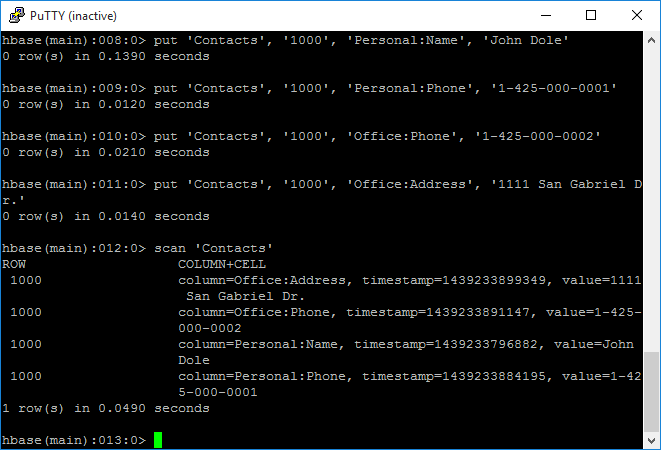 PuTTY (inactive)
hbase(main):008:0> put 'Contacts', '1000', 'Personal:Name', 'John Dole'
0 row(s) in 0.1390 seconds
hbase(main):009:0> put 'Contacts', '1000', 'Personal:Phone', '1-425-000-0001'
0 row(s) in 0.0120 seconds
hbase(main):010:0> put 'Contacts', '1000', 'Office:Phone', '1-425-000-0002'
0 row(s) in 0.0210 seconds
hbase(main):011:0> put 'Contacts', '1000', 'Office:Address', '1111 San Gabriel D
r.'
0 row(s) in 0.0140 seconds
hbase(main):012:0> scan 'Contacts'
ROW                   COLUMN+CELL
 1000                 column=Office:Address, timestamp=1439233899349, value=1111
                       San Gabriel Dr.
 1000                 column=Office:Phone, timestamp=1439233891147, value=1-425-
                      000-0002
 1000                 column=Personal:Name, timestamp=1439233796882, value=John
                      Dole
 1000                 column=Personal:Phone, timestamp=1439233884195, value=1-42
                      5-000-0001
1 row(s) in 0.0490 seconds
hbase(main):013:0>